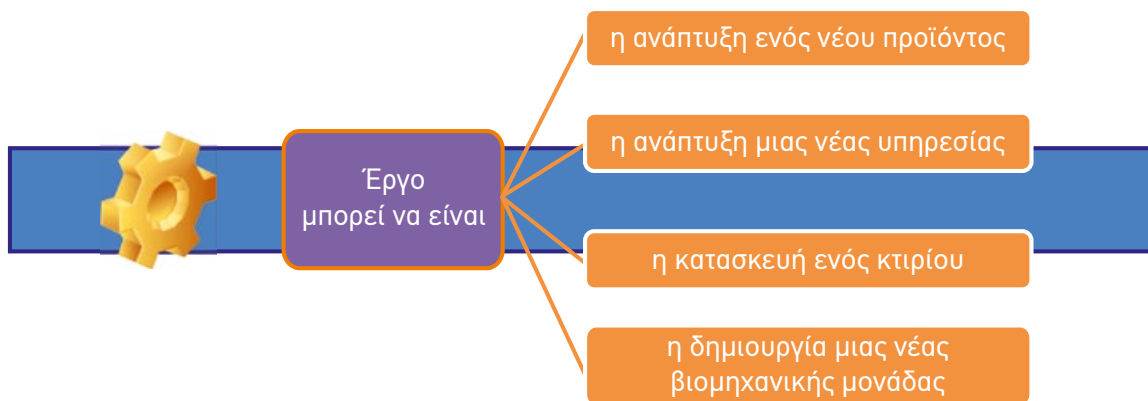 η ανάπτυξη ενός νέου προϊόντος
η ανάπτυξη μιας νέας υπηρεσίας
Έργο
μπορεί να είναι
η κατασκευή ενός κτιρίου
η δημιουργία μιας νέας
βιομηχανικής μονάδας